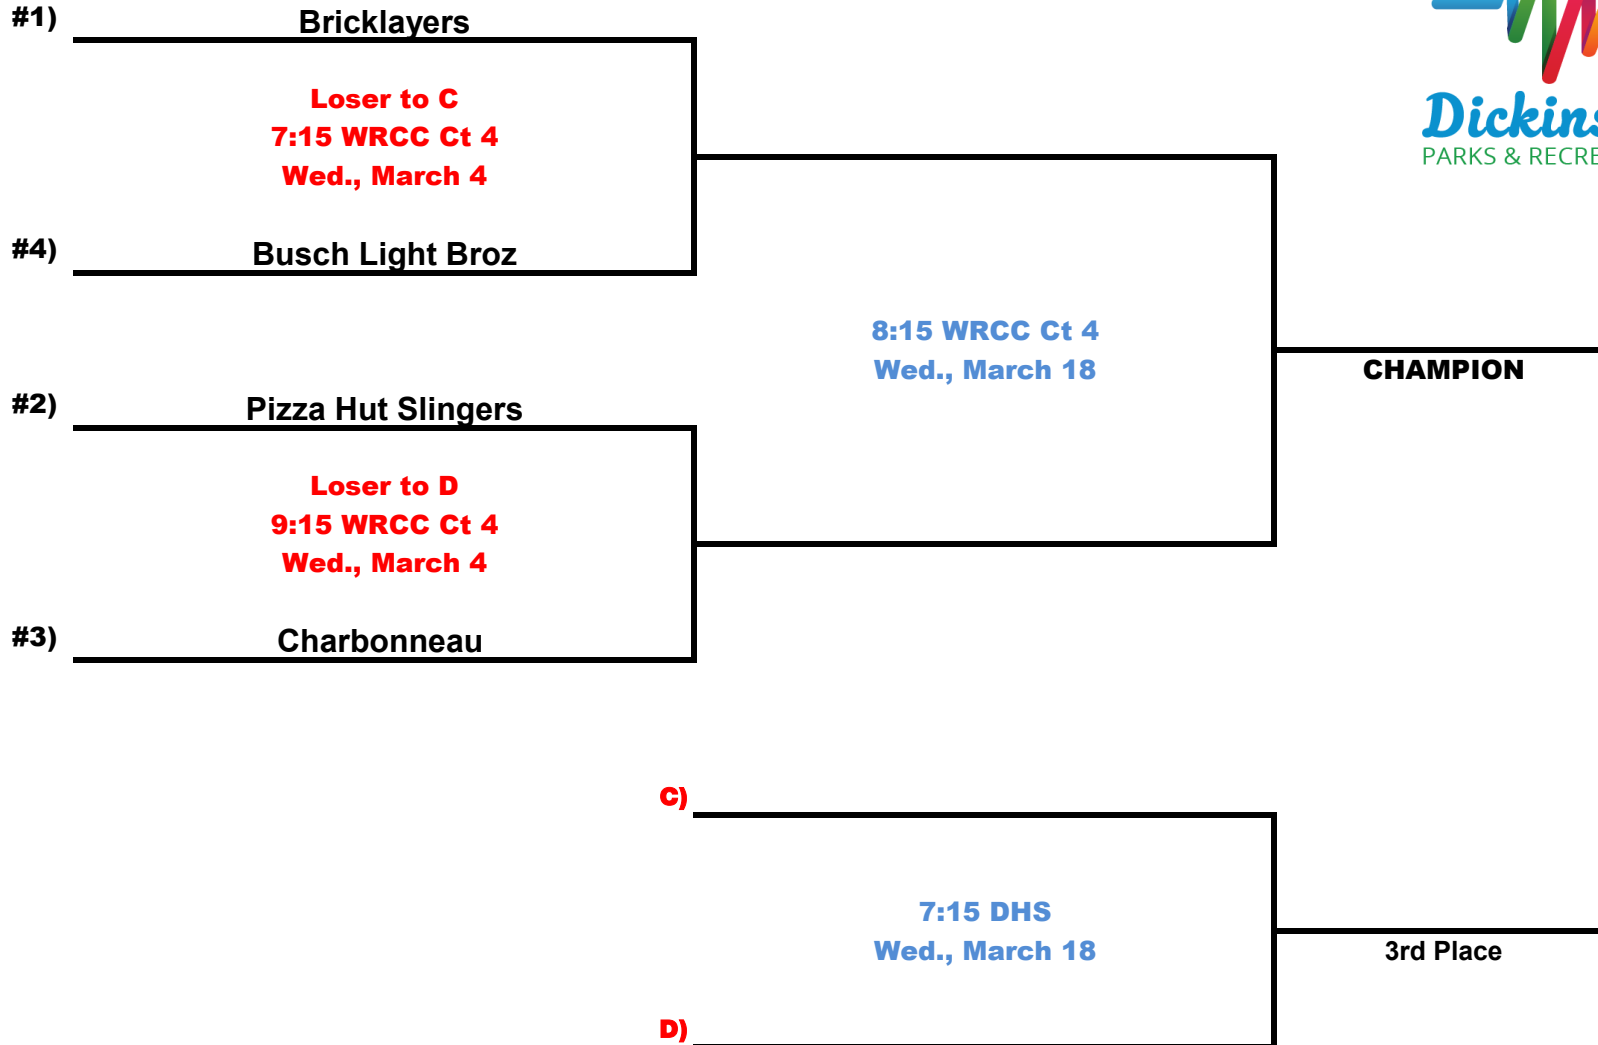 #1) Bricklayers
Loser to C
7:15 WRCC Ct 4
Wed., March 4
#4) Busch Light Broz
8:15 WRCC Ct 4
Wed., March 18
CHAMPION
#2) Pizza Hut Slingers
Loser to D
9:15 WRCC Ct 4
Wed., March 4
#3) Charbonneau
C)
7:15 DHS
Wed., March 18
3rd Place
D)
Dickins
PARKS & RECRE